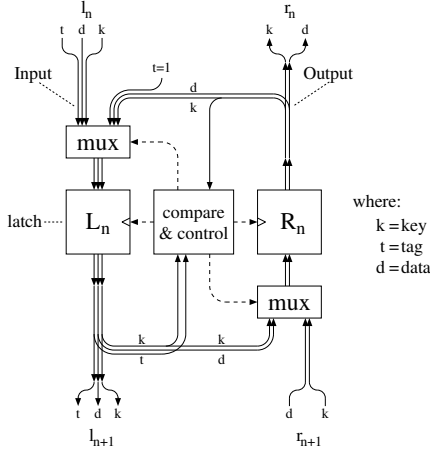 l_n r_n
t d k k d
Input t=1 d Output
k
mux
latch L_n compare & control R_n
where:
k = key
t = tag
d = data
mux
k k
t d
t d k d k
l_{n+1} r_{n+1}